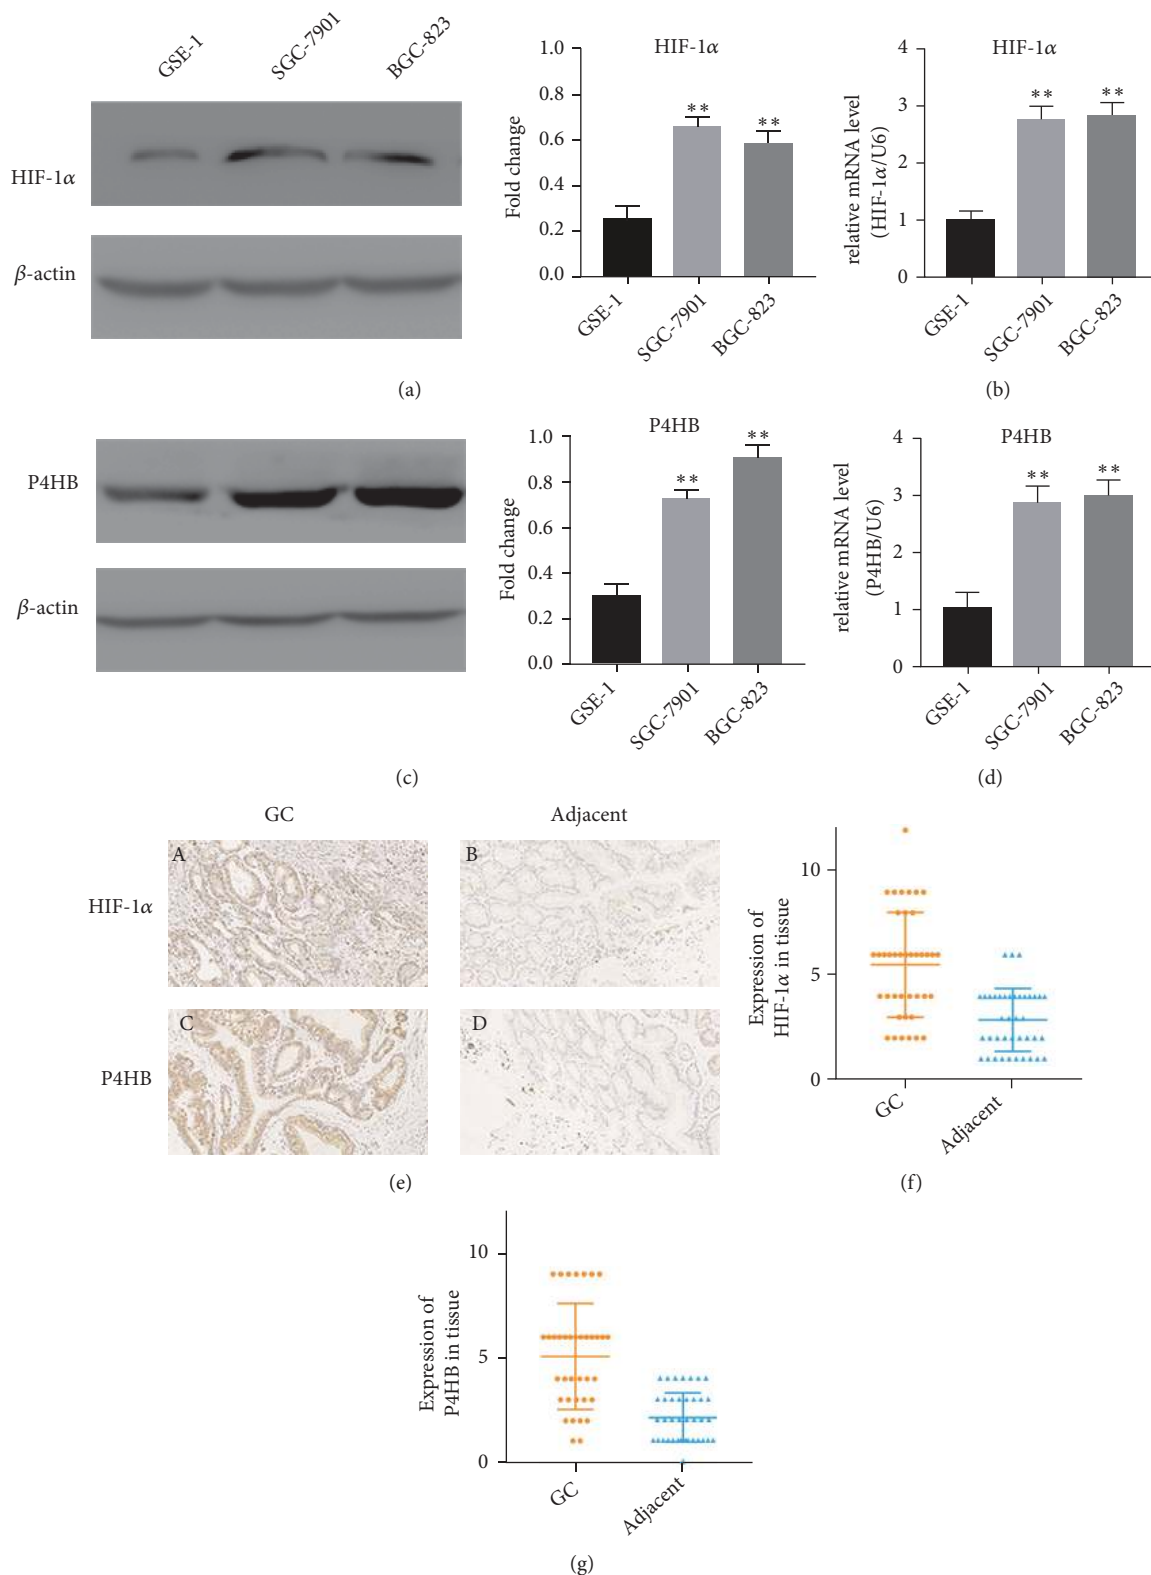 GSE-1
SGC-7901
BGC-823
HIF-1α
β-actin
HIF-1α
Fold change
1.0
0.8
0.6
0.4
0.2
0.0
**
**
GSE-1
SGC-7901
BGC-823
(a)
HIF-1α
relative mRNA level
(HIF-1α/U6)
4
3
2
1
0
**
**
GSE-1
SGC-7901
BGC-823
(b)
P4HB
β-actin
P4HB
Fold change
1.0
0.8
0.6
0.4
0.2
0.0
**
**
GSE-1
SGC-7901
BGC-823
(c)
P4HB
relative mRNA level
(P4HB/U6)
4
3
2
1
0
**
**
GSE-1
SGC-7901
BGC-823
(d)
GC
Adjacent
HIF-1α
A
B
P4HB
C
D
(e)
Expression of
HIF-1α in tissue
10
5
0
GC
Adjacent
(f)
Expression of
P4HB in tissue
10
5
0
GC
Adjacent
(g)